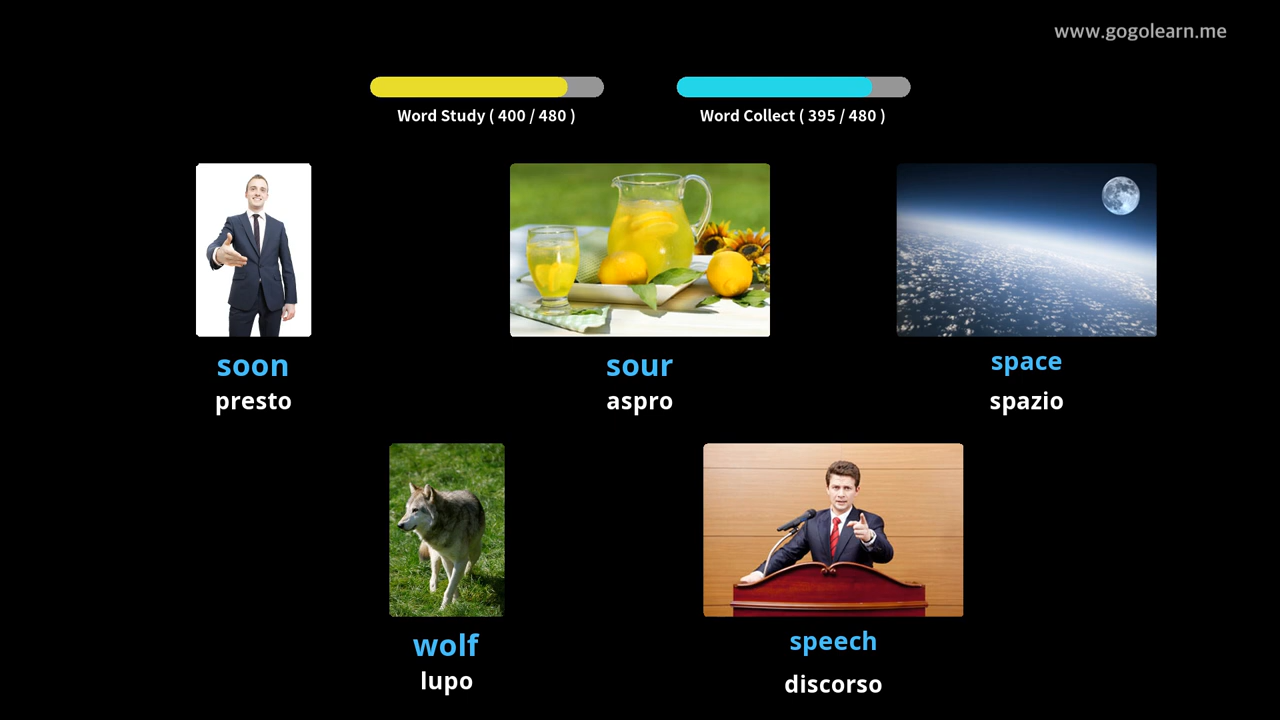 www.gogolearn.me
Word Study ( 400 / 480 )
Word Collect ( 395 / 480 )
soon
presto
sour
aspro
space
spazio
wolf
lupo
speech
discorso